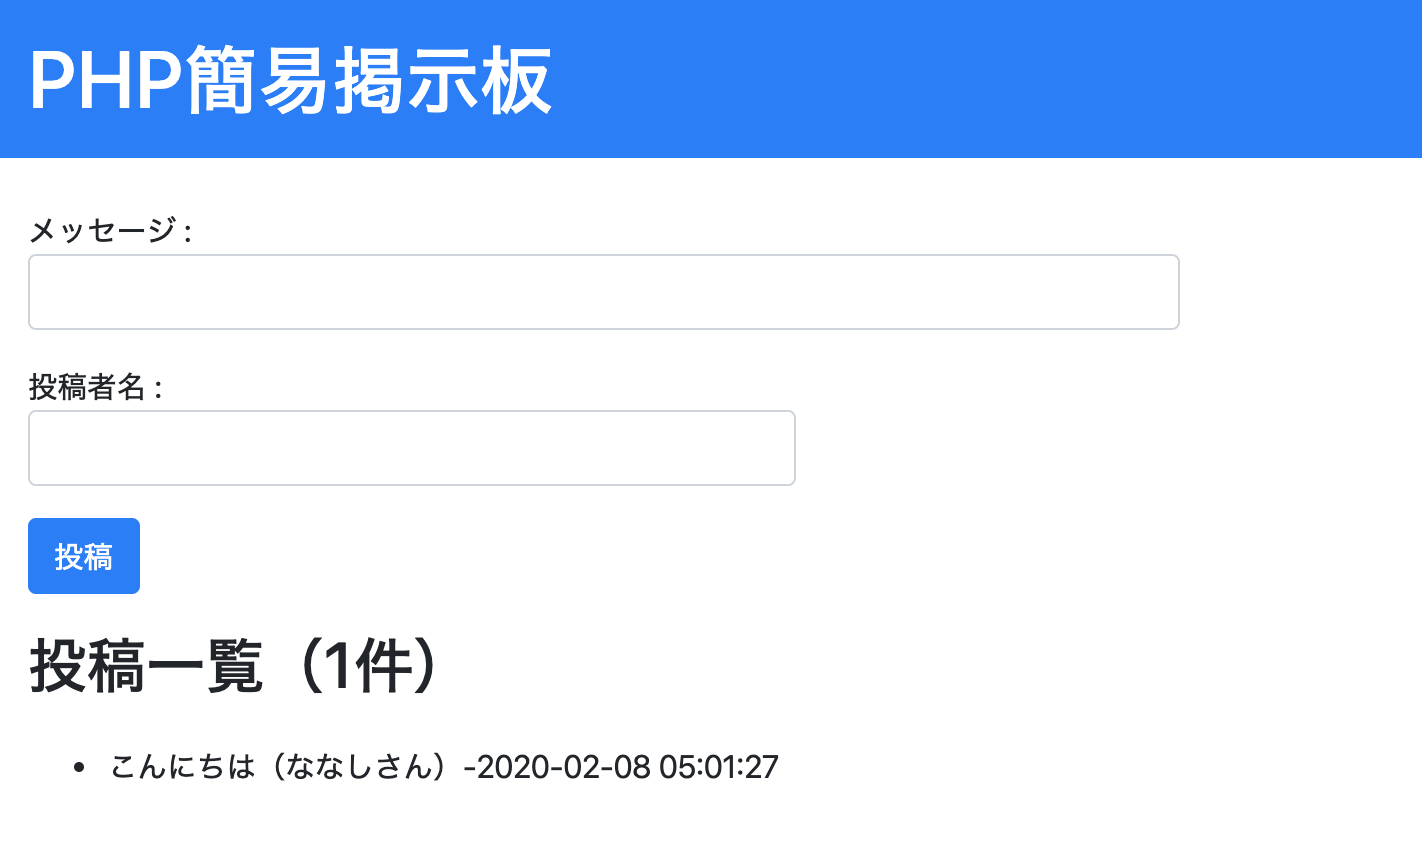 PHP簡易掲示板
メッセージ :
投稿者名 :
投稿
投稿一覧（1件）
• こんにちは（ななしさん）-2020-02-08 05:01:27